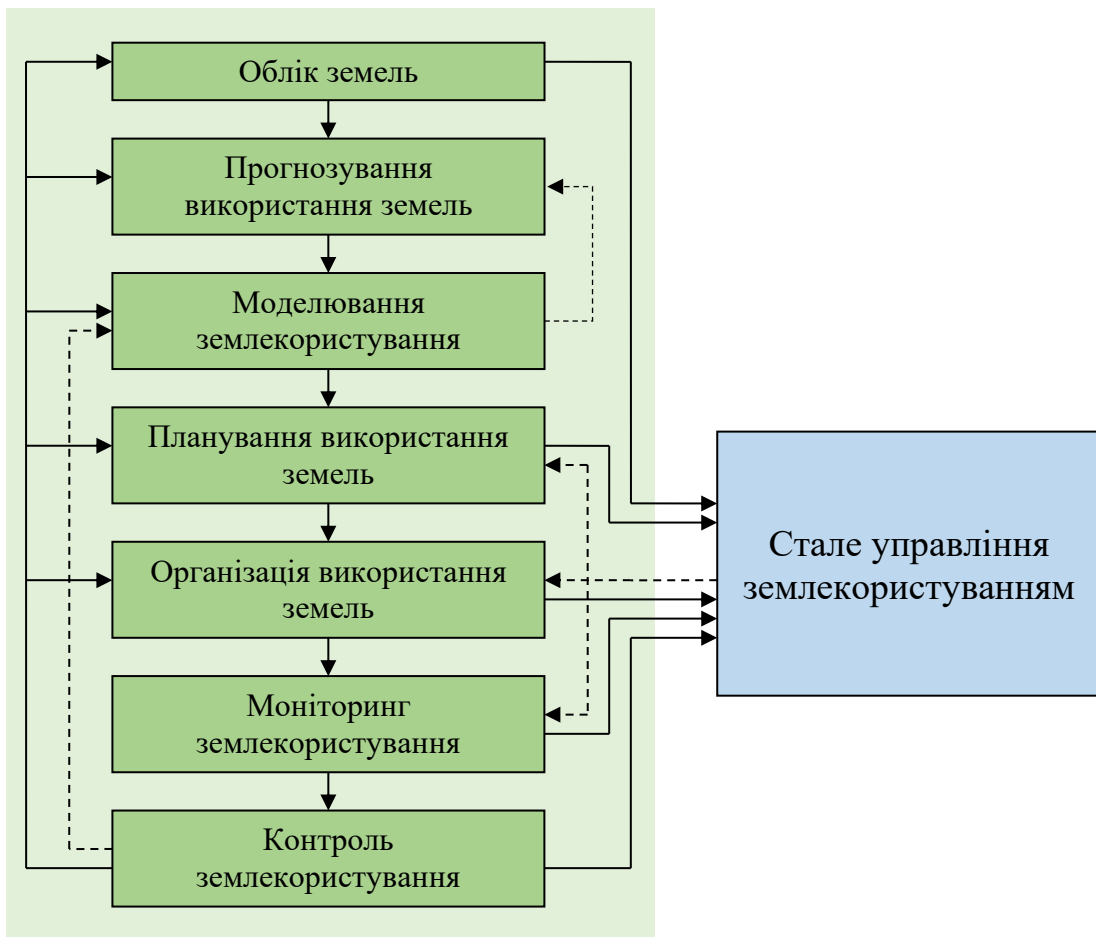 Облік земель
Прогнозування
використання земель
Моделювання
землекористування
Планування використання
земель
Організація використання
земель
Моніторинг
землекористування
Контроль
землекористування
Стале управління
землекористуванням